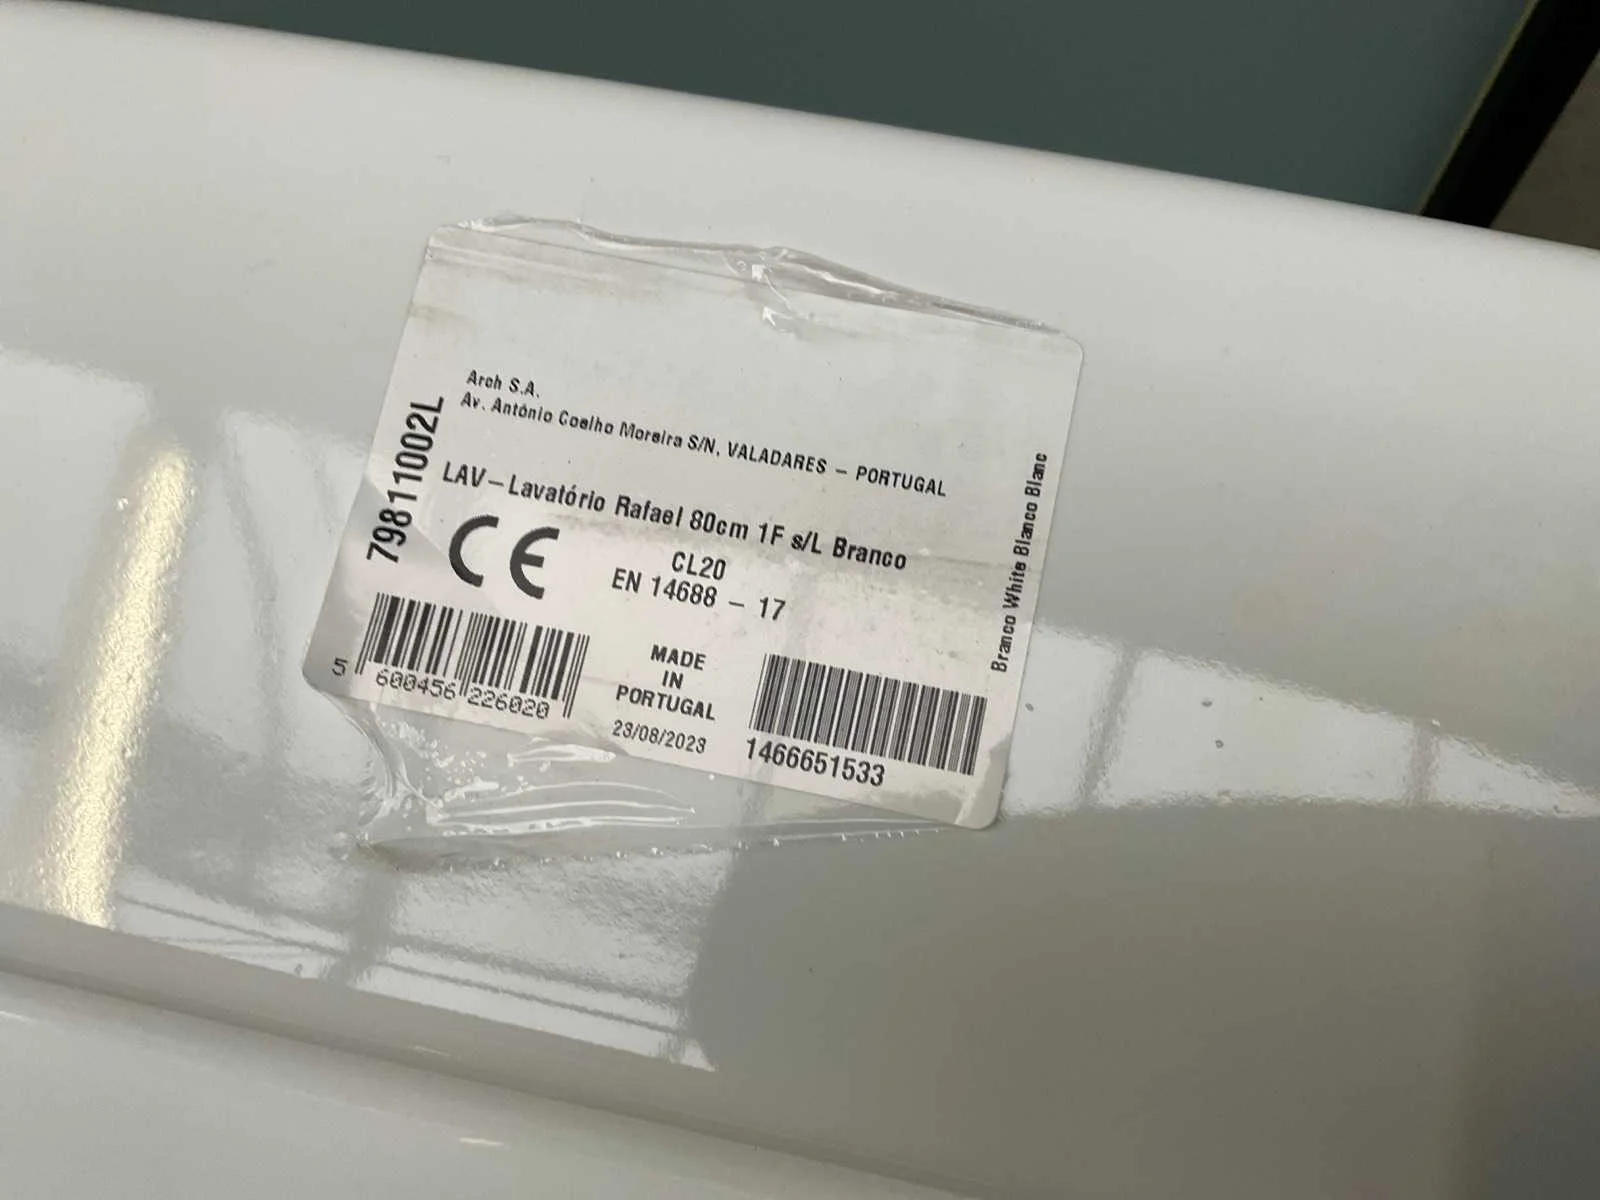 Arch S.A.
Av. António Coelho Moreira S/N, VALADARES – PORTUGAL
79811002L
LAV–Lavatório Rafael 80cm 1F s/L Branco
CE
CL20
EN 14688 – 17
Branco White Blanco Blanc
5 600456 226020
MADE
IN
PORTUGAL
23/08/2023
1466651533